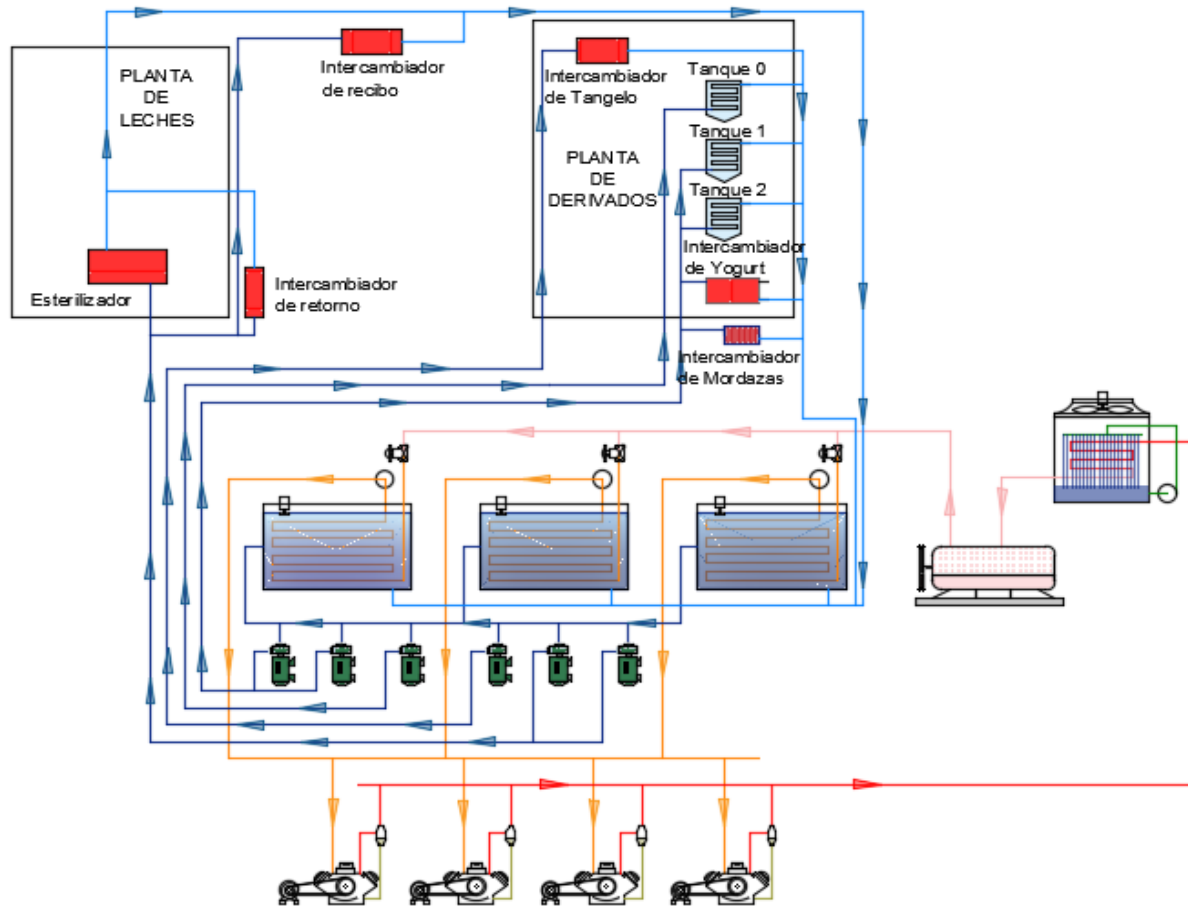 PLANTA
DE
LECHES
Esterilizador
Intercambiador
de retorno
Intercambiador
de recibo
Intercambiador
de Tangelo
PLANTA
DE
DERIVADOS
Tanque 0
Tanque 1
Tanque 2
Intercambiador
de Yogurt
Intercambiador
de Mordazas